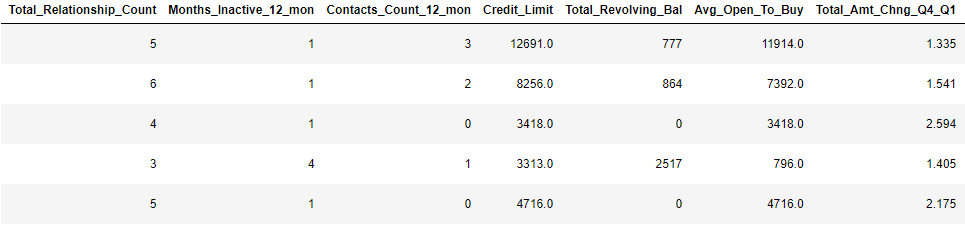 Total_Relationship_Count Months_Inactive_12_mon Contacts_Count_12_mon Credit_Limit Total_Revolving_Bal Avg_Open_To_Buy Total_Amt_Chng_Q4_Q1
5 1 3 12691.0 777 11914.0 1.335
6 1 2 8256.0 864 7392.0 1.541
4 1 0 3418.0 0 3418.0 2.594
3 4 1 3313.0 2517 796.0 1.405
5 1 0 4716.0 0 4716.0 2.175